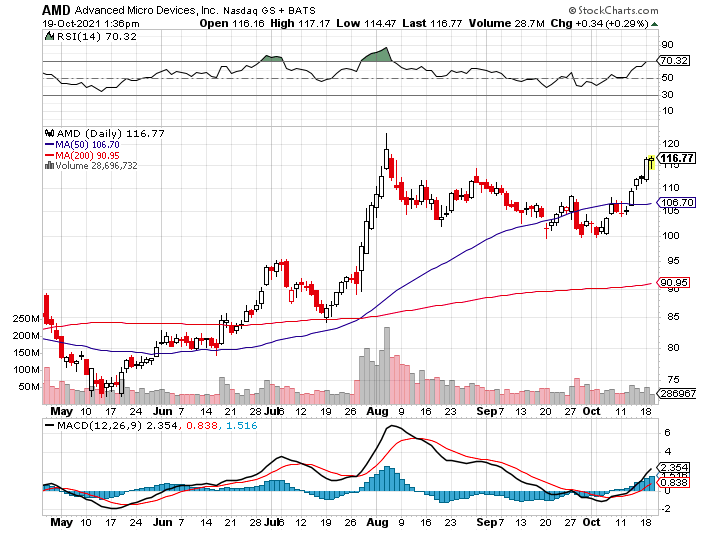 AMD Advanced Micro Devices, Inc. Nasdaq GS + BATS © StockCharts.com
19-Oct-2021 1:36pm Open 116.16 High 117.17 Low 114.47 Last 116.77 Volume 28.7M Chg +0.34 (+0.29%)
RSI(14) 70.32
90
70.32
50
30
10
AMD (Daily) 116.77
MA(50) 106.70
MA(200) 90.95
Volume 28,696,732
120
116.77
110
106.70
105
100
95
90.95
85
80
75
250M
200M
150M
100M
50M
286967
May 10 17 24 Jun 7 14 21 28 Jul 6 12 19 26 Aug 9 16 23 Sep 7 13 20 27 Oct 11 18
MACD(12,26,9) 2.354, 0.838, 1.516
6
4
2.354
0.838
0
-2
May 10 17 24 Jun 7 14 21 28 Jul 6 12 19 26 Aug 9 16 23 Sep 7 13 20 27 Oct 11 18